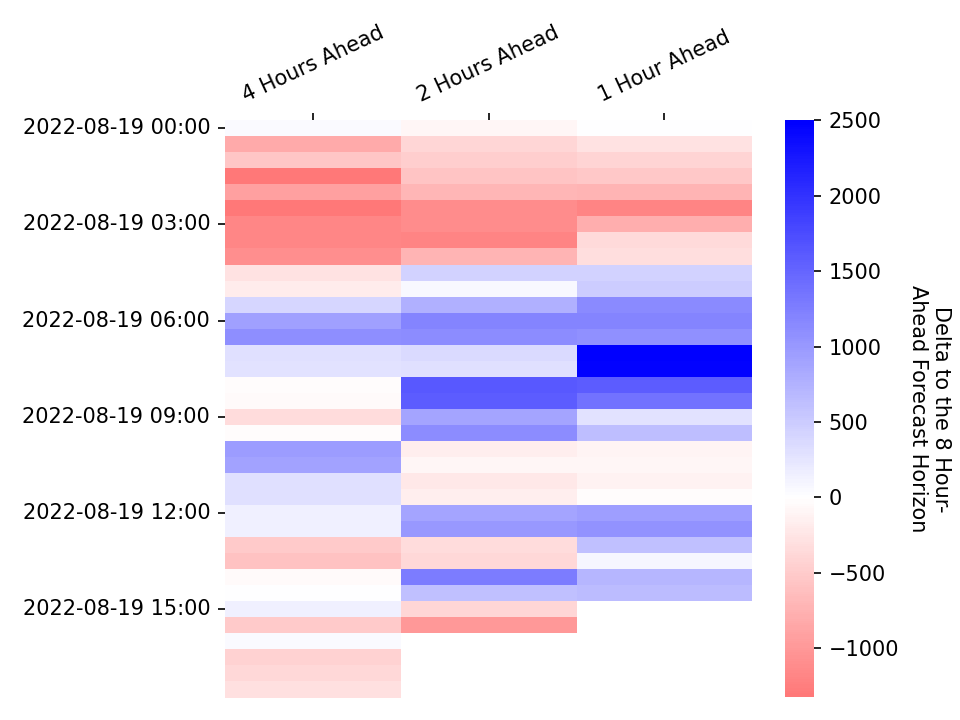 4 Hours Ahead
2 Hours Ahead
1 Hour Ahead
2022-08-19 00:00
2022-08-19 03:00
2022-08-19 06:00
2022-08-19 09:00
2022-08-19 12:00
2022-08-19 15:00
2500
2000
1500
1000
500
0
−500
−1000
Delta to the 8 Hour-
Ahead Forecast Horizon